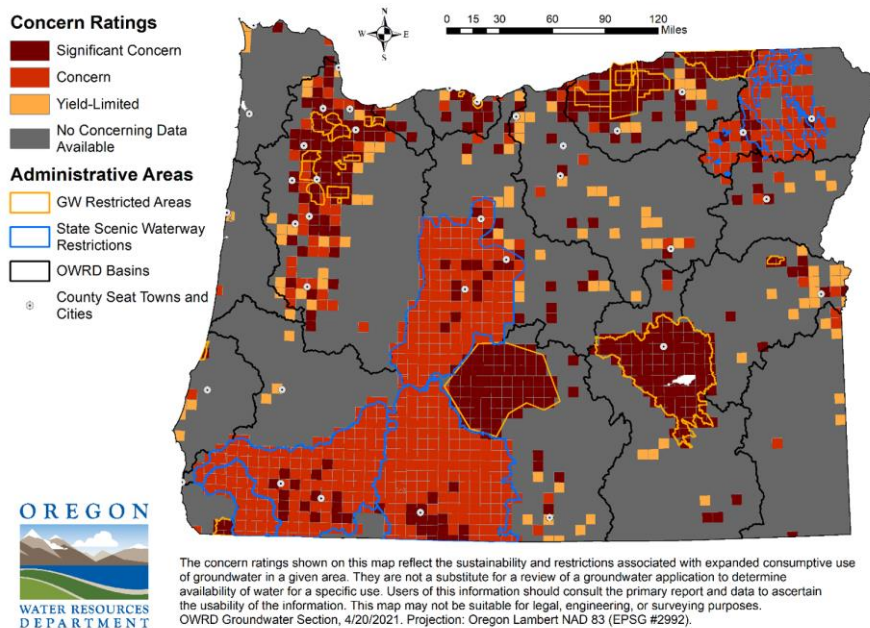 Concern Ratings
Significant Concern
Concern
Yield-Limited
No Concerning Data
Available
Administrative Areas
GW Restricted Areas
State Scenic Waterway
Restrictions
OWRD Basins
County Seat Towns and
Cities
N
W E
S
0 15 30 60 90 120
Miles
OREGON
WATER RESOURCES
DEPARTMENT
The concern ratings shown on this map reflect the sustainability and restrictions associated with expanded consumptive use
of groundwater in a given area. They are not a substitute for a review of a groundwater application to determine
availability of water for a specific use. Users of this information should consult the primary report and data to ascertain
the usability of the information. This map may not be suitable for legal, engineering, or surveying purposes.
OWRD Groundwater Section, 4/20/2021. Projection: Oregon Lambert NAD 83 (EPSG #2992).